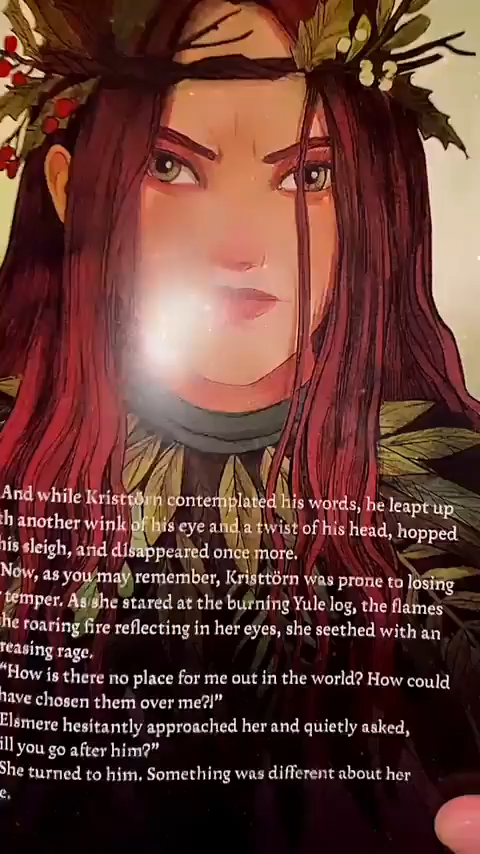 And while Kristtörn contemplated his words, he leapt up
another wink of his eye and a twist of his head, hopped
his sleigh, and disappeared once more.
Now, as you may remember, Kristtörn was prone to losing
temper. As she stared at the burning Yule log, the flames
roaring fire reflecting in her eyes, she seethed with an
rage.
“How is there no place for me out in the world? How could
have chosen them over me?!”
Elsmere hesitantly approached her and quietly asked,
you go after him?”
She turned to him. Something was different about her